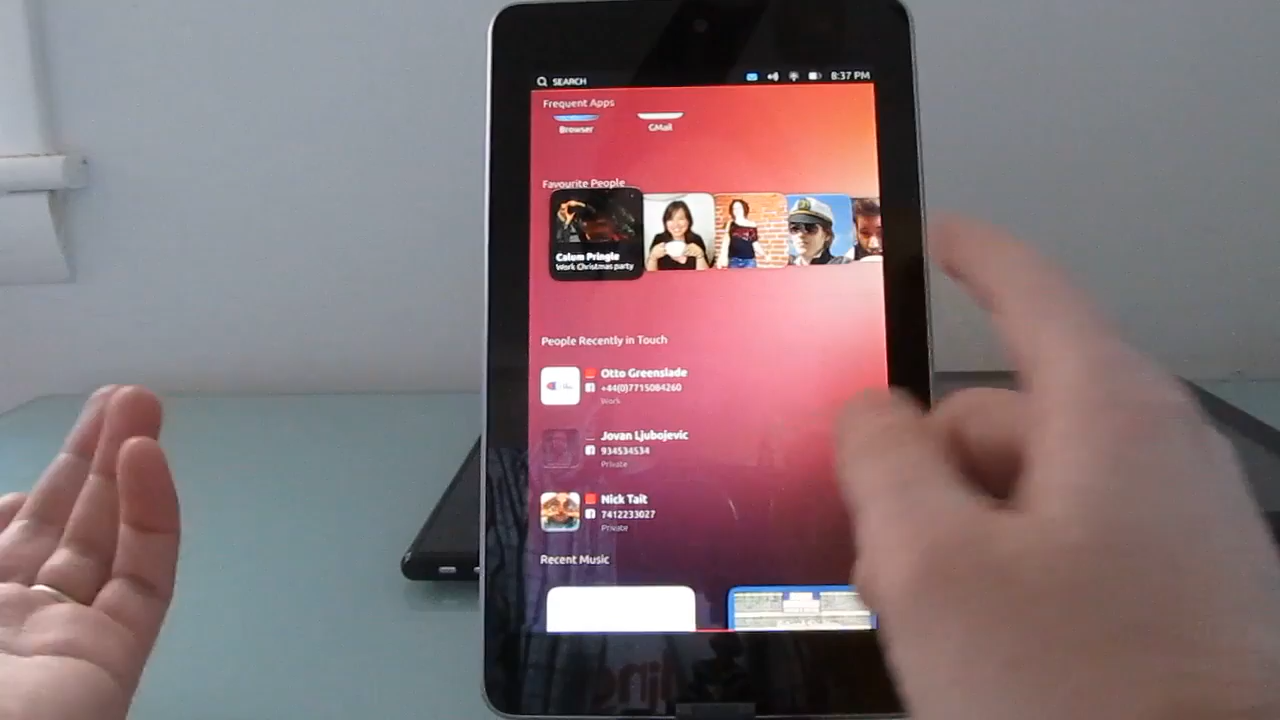 SEARCH 8:37 PM
Frequent Apps
Browser GMail
Favourite People
Calum Pringle
Work Christmas party
People Recently in Touch
Otto Greenslade
+44(0)7715084260
Work
Jovan Ljubojevic
934534534
Private
Nick Tait
7412233027
Private
Recent Music